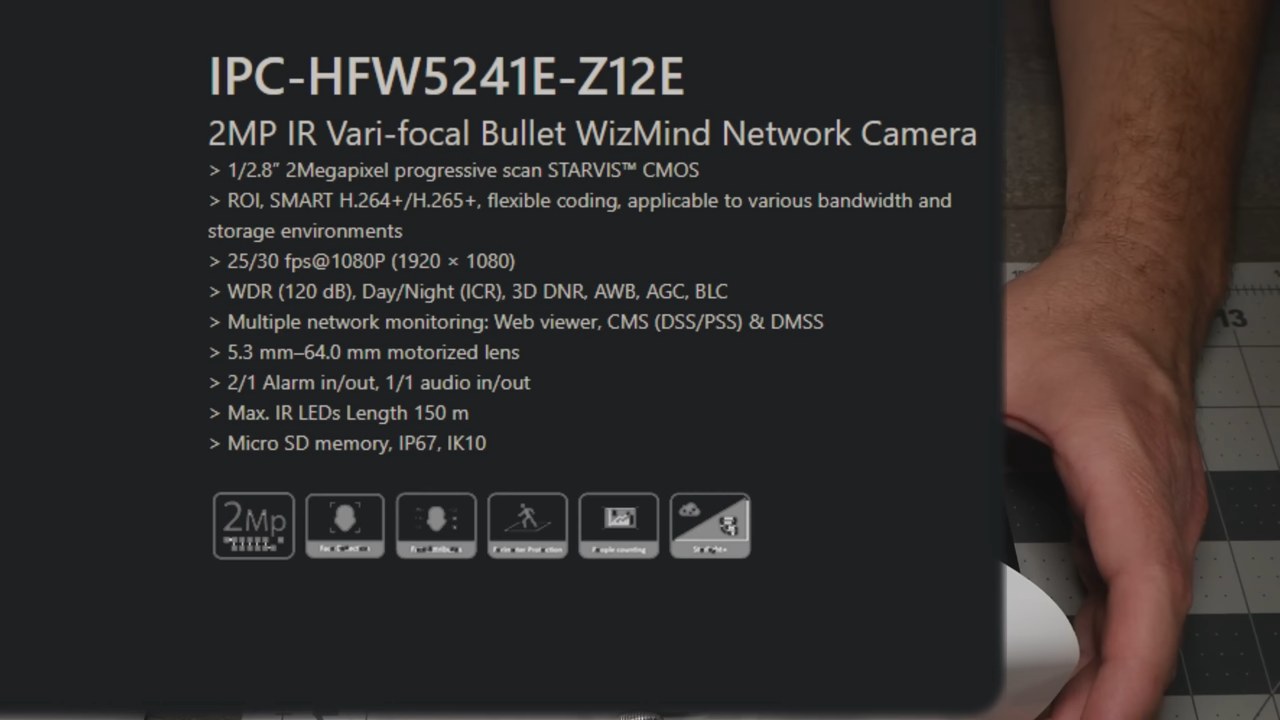 IPC-HFW5241E-Z12E
2MP IR Vari-focal Bullet WizMind Network Camera
> 1/2.8” 2Megapixel progressive scan STARVIS™ CMOS
> ROI, SMART H.264+/H.265+, flexible coding, applicable to various bandwidth and
storage environments
> 25/30 fps@1080P (1920 × 1080)
> WDR (120 dB), Day/Night (ICR), 3D DNR, AWB, AGC, BLC
> Multiple network monitoring: Web viewer, CMS (DSS/PSS) & DMSS
> 5.3 mm–64.0 mm motorized lens
> 2/1 Alarm in/out, 1/1 audio in/out
> Max. IR LEDs Length 150 m
> Micro SD memory, IP67, IK10
2Mp
Perimeter Protection
People counting
13